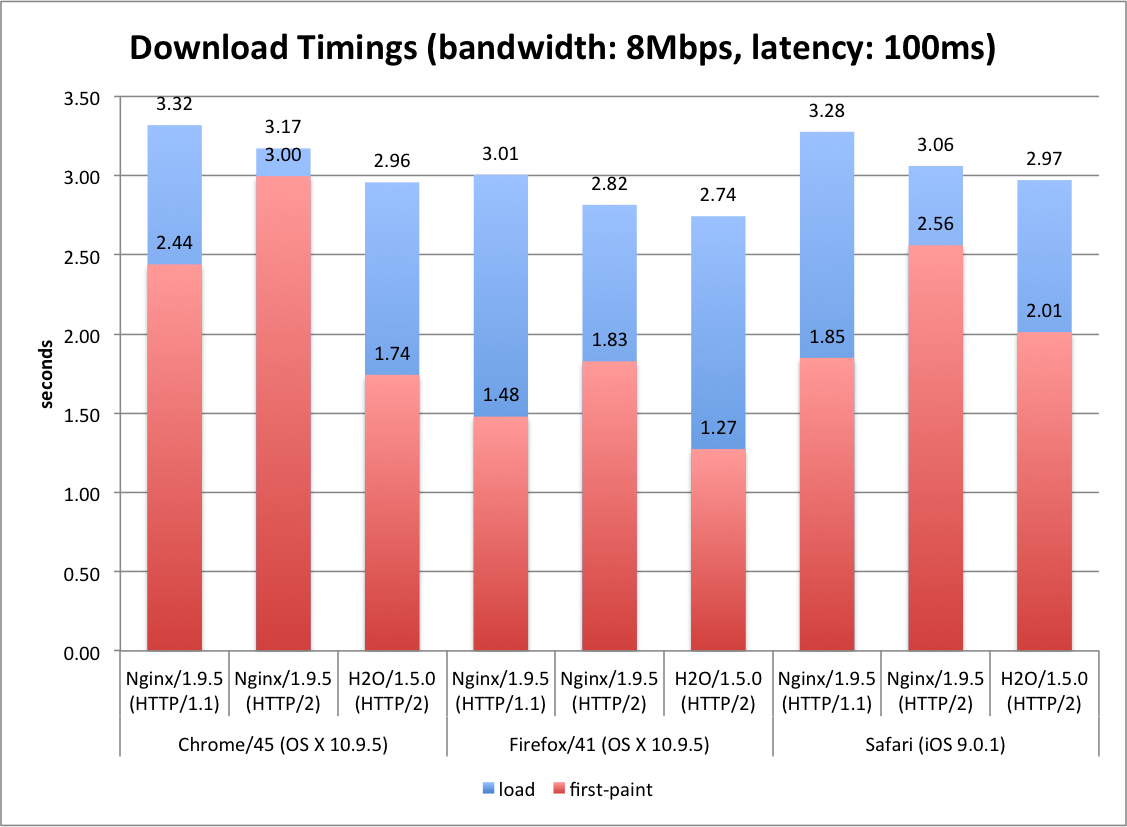 Download Timings (bandwidth: 8Mbps, latency: 100ms)
3.50
3.00
2.50
2.00
1.50
1.00
0.50
0.00
seconds
3.32
2.44
3.17
3.00
2.96
1.74
3.01
1.48
2.82
1.83
2.74
1.27
3.28
1.85
3.06
2.56
2.97
2.01
Nginx/1.9.5
(HTTP/1.1)
Nginx/1.9.5
(HTTP/2)
H2O/1.5.0
(HTTP/2)
Nginx/1.9.5
(HTTP/1.1)
Nginx/1.9.5
(HTTP/2)
H2O/1.5.0
(HTTP/2)
Nginx/1.9.5
(HTTP/1.1)
Nginx/1.9.5
(HTTP/2)
H2O/1.5.0
(HTTP/2)
Chrome/45 (OS X 10.9.5)
Firefox/41 (OS X 10.9.5)
Safari (iOS 9.0.1)
load
first-paint